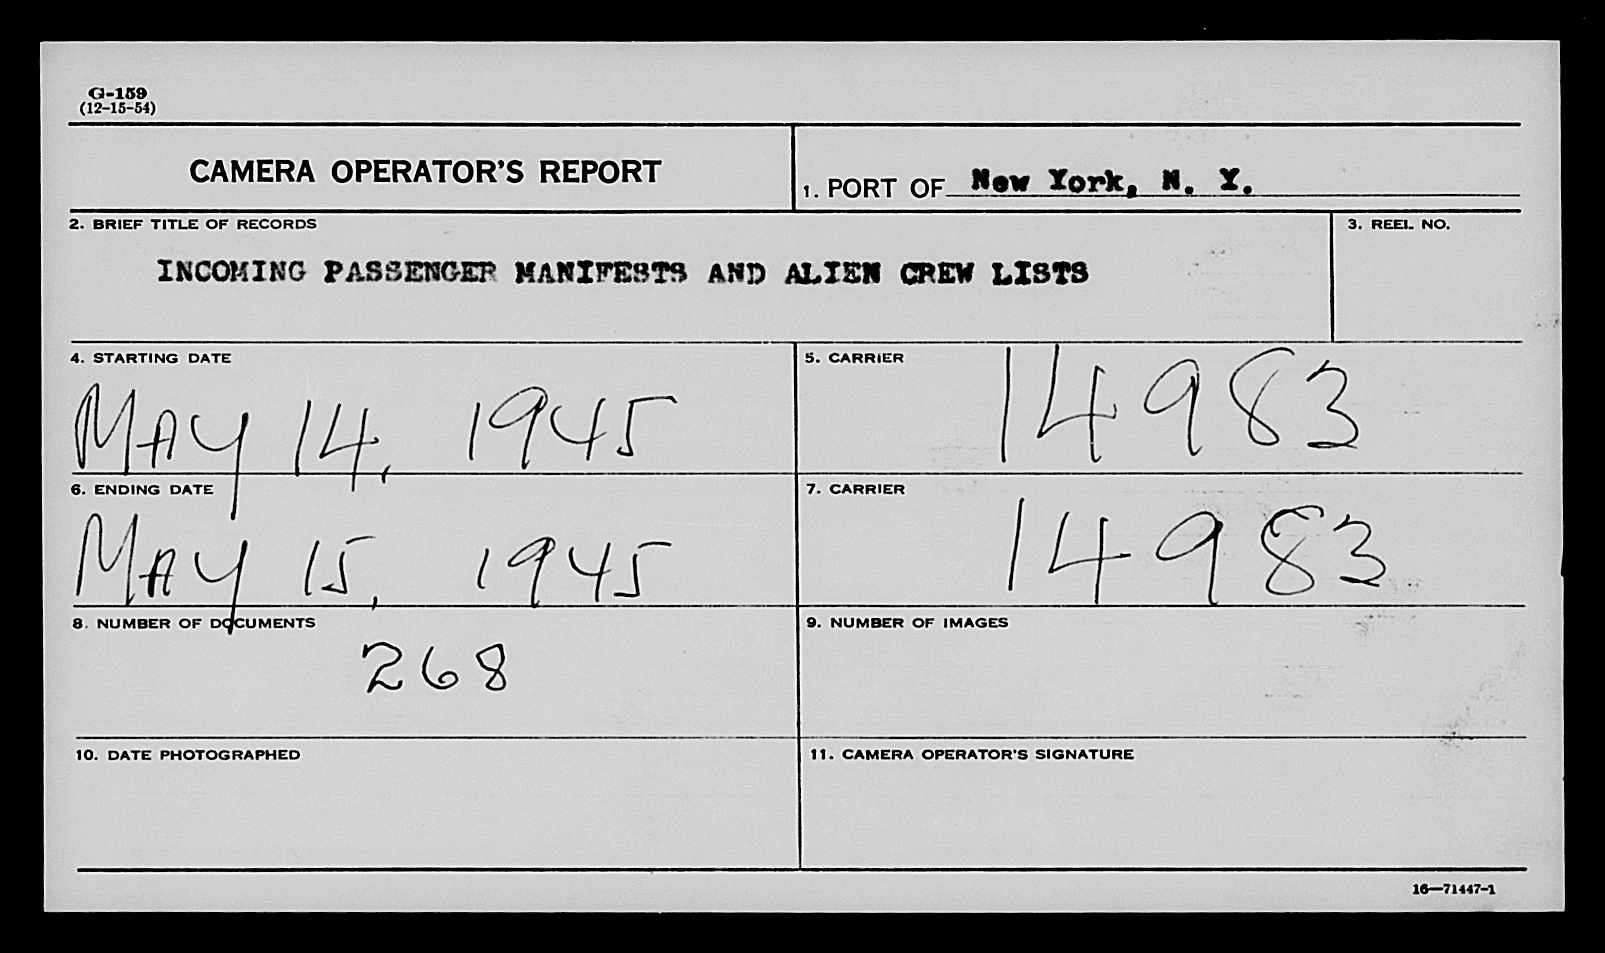 G-159
(12-15-54)
CAMERA OPERATOR'S REPORT
1. PORT OF New York, N. Y.
2. BRIEF TITLE OF RECORDS
3. REEL NO.
INCOMING PASSENGER MANIFESTS AND ALIEN CREW LISTS
4. STARTING DATE
5. CARRIER
MAY 14, 1945
14983
6. ENDING DATE
7. CARRIER
MAY 15, 1945
14983
8. NUMBER OF DOCUMENTS
9. NUMBER OF IMAGES
268
10. DATE PHOTOGRAPHED
11. CAMERA OPERATOR'S SIGNATURE
16—71447-1